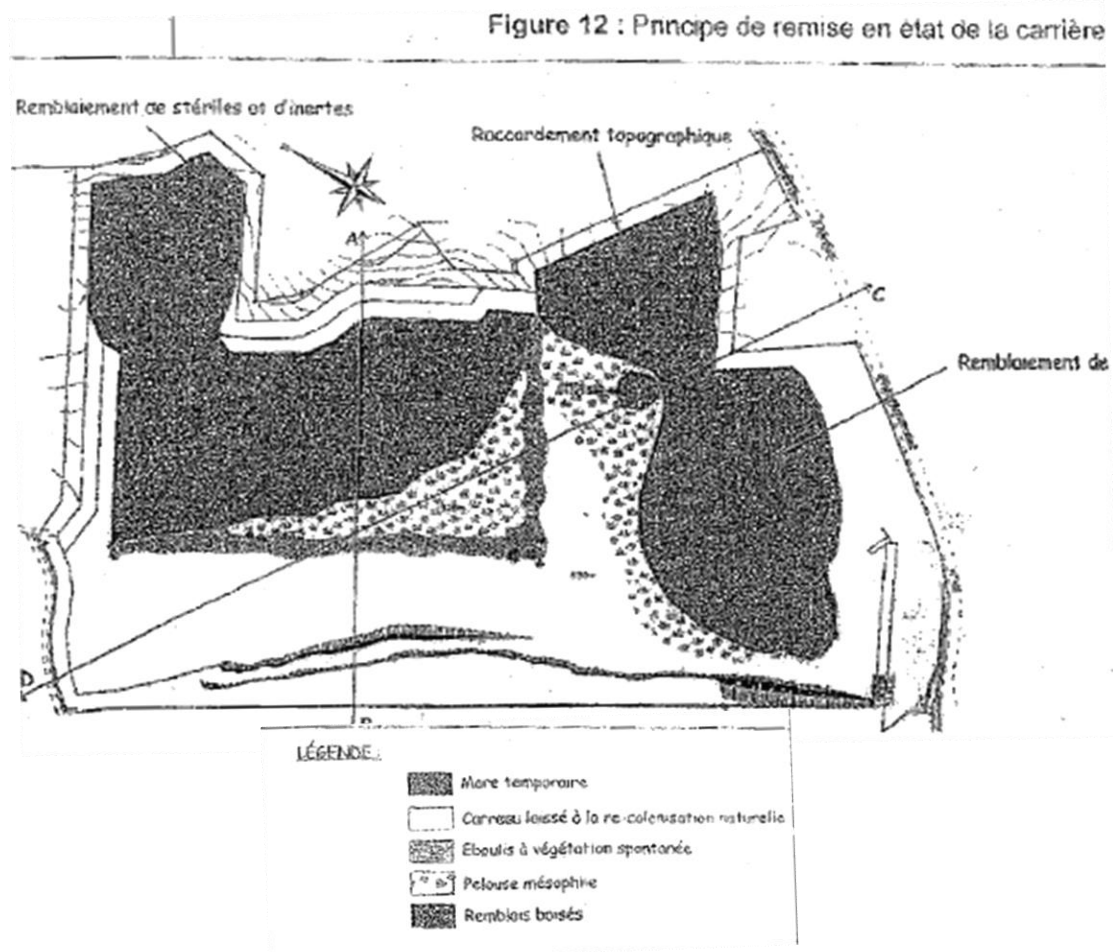 Figure 12 : Principe de remise en état de la carrière
Remblaiement de stériles et d'inertes
Raccordement topographique
A
C
Remblaiement de
D
B
LÉGENDE :
Mare temporaire
Carreau laissé à la re-colonisation naturelle
Eboulis à végétation spontanée
Pelouse mésophile
Remblais boisés